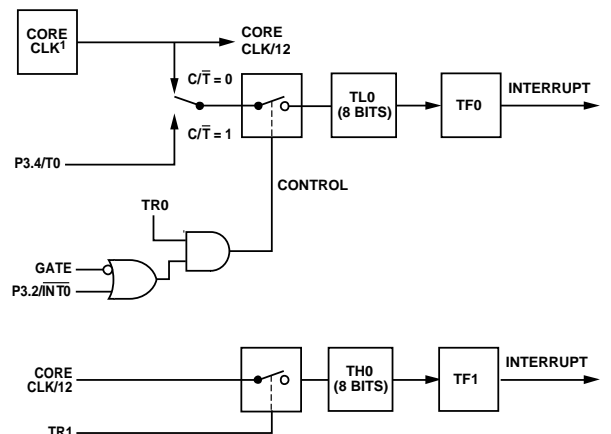 CORE
CLK¹
CORE
CLK/12
C/T̅ = 0
C/T̅ = 1
P3.4/T0
TL0
(8 BITS)
TF0
INTERRUPT
CONTROL
TR0
GATE
P3.2/I̅N̅T̅0̅
CORE
CLK/12
TH0
(8 BITS)
TF1
INTERRUPT
TR1